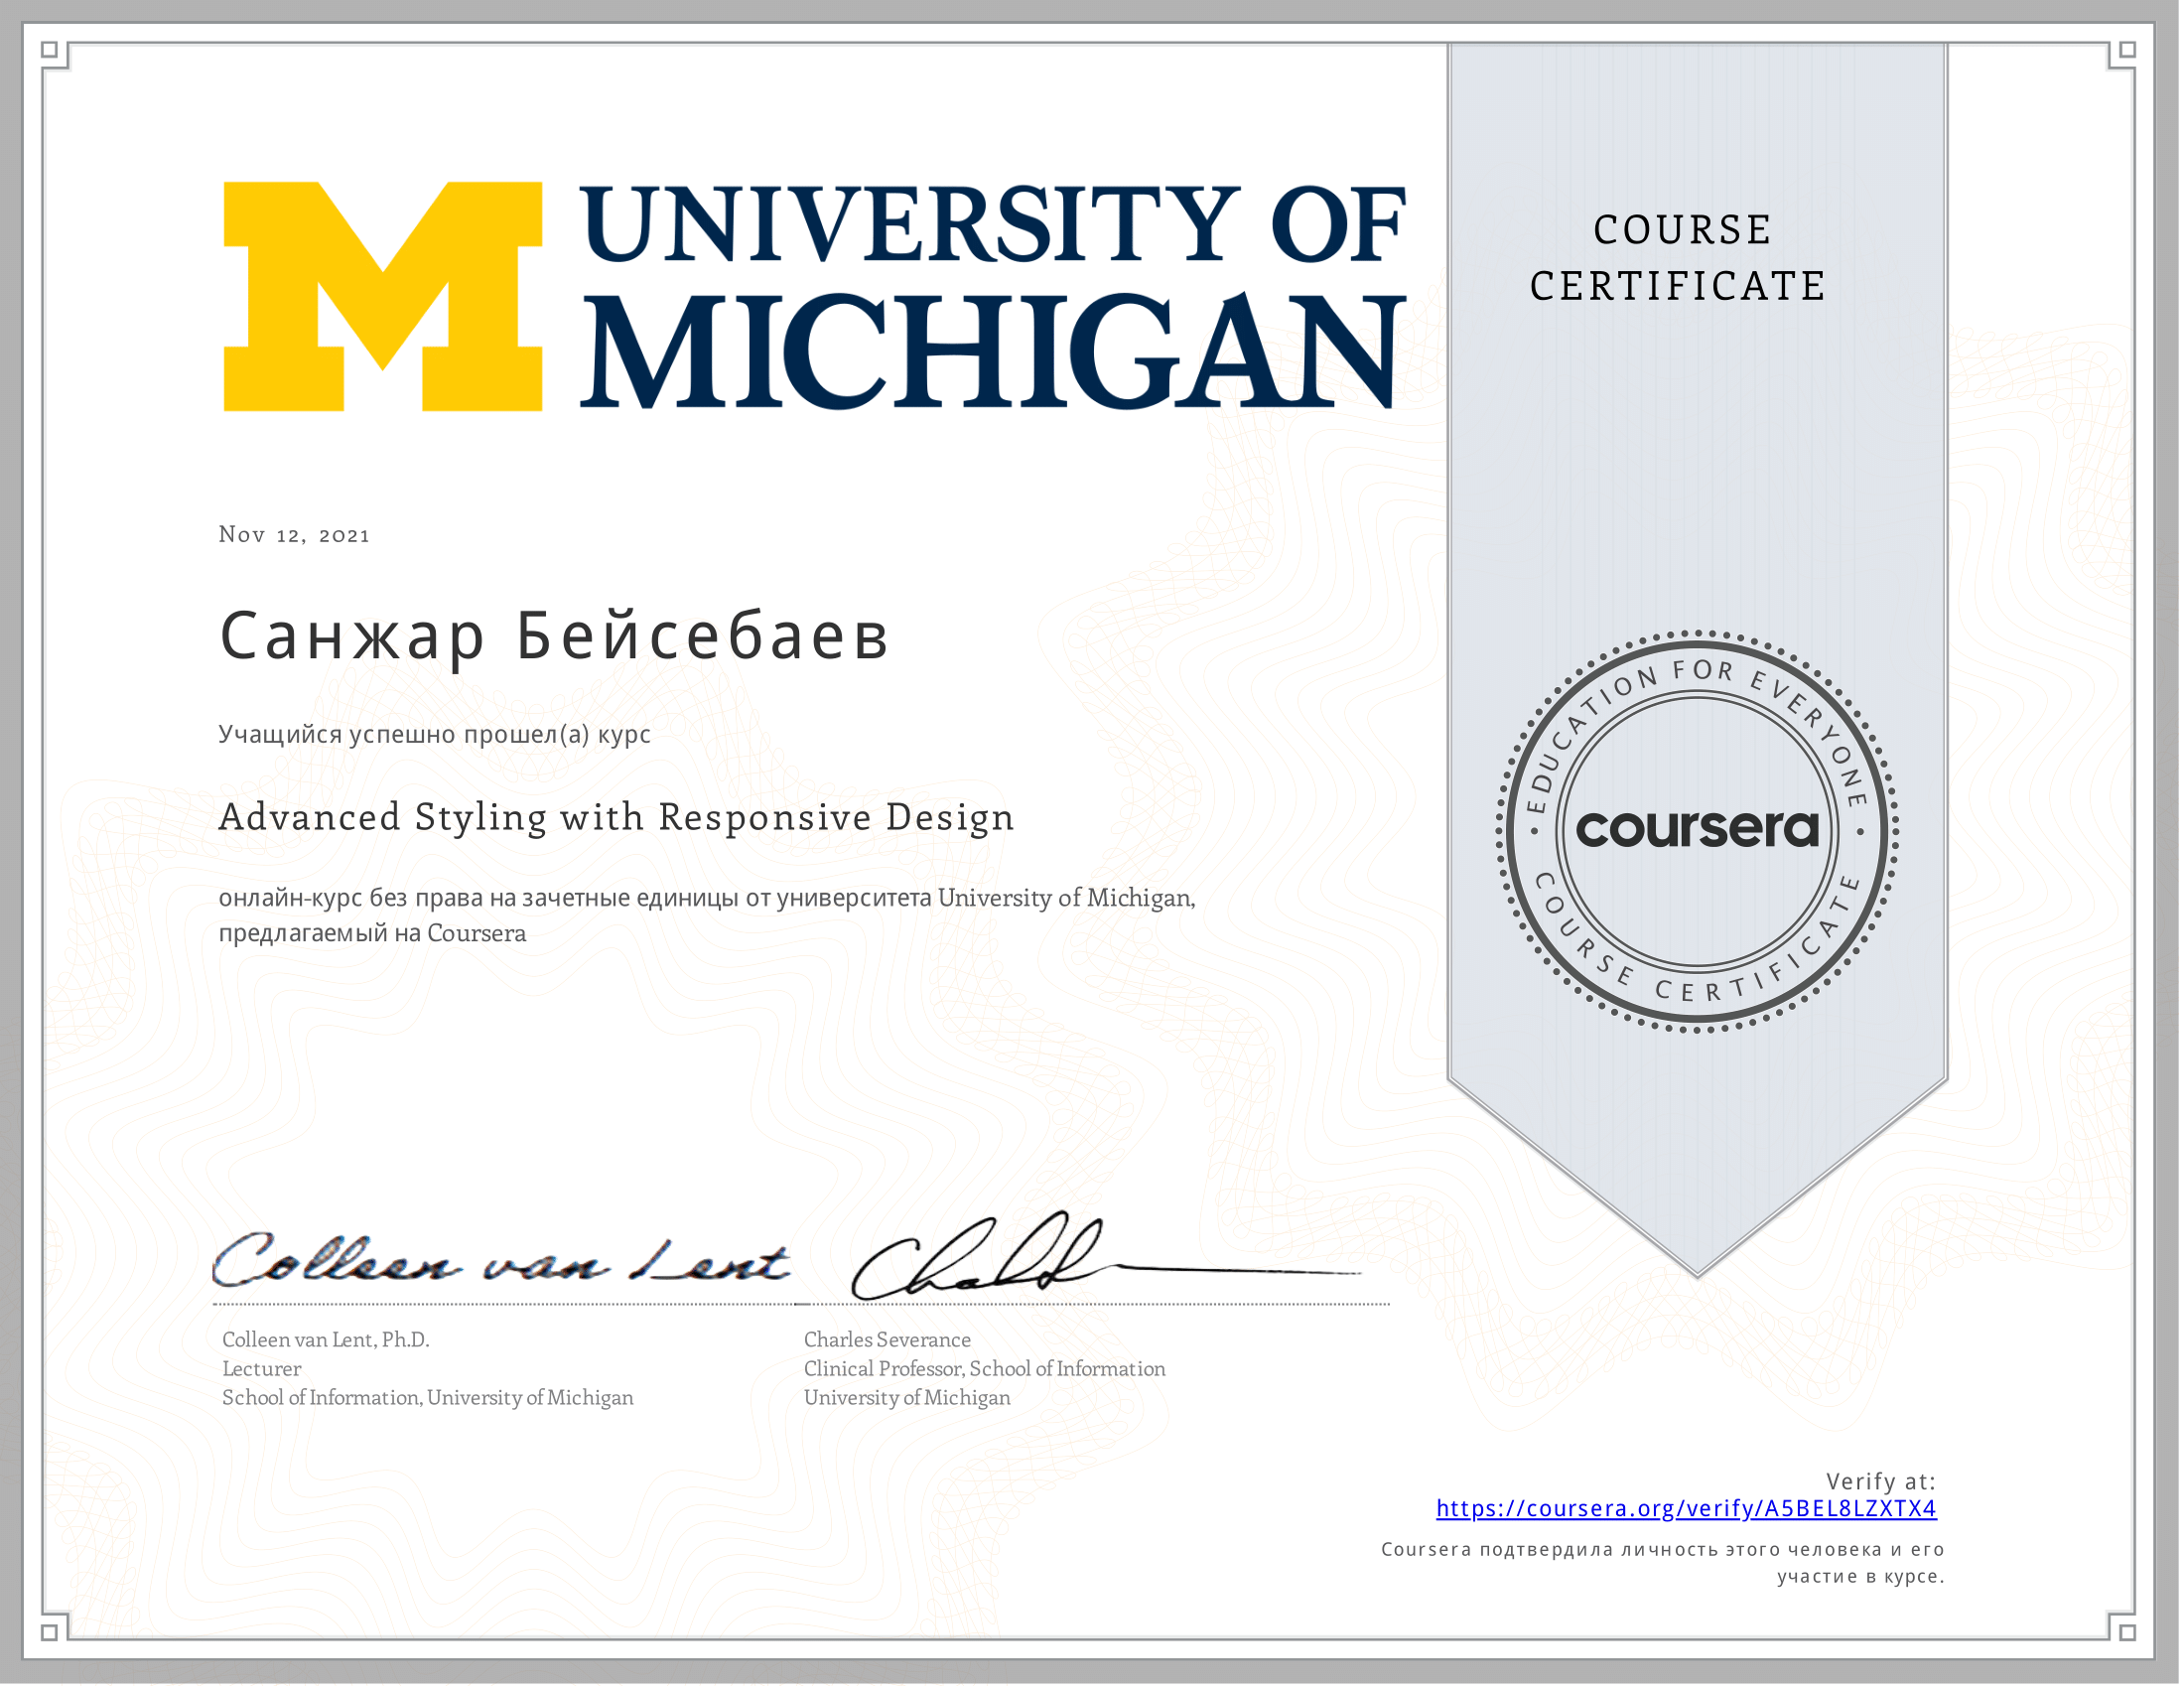 UNIVERSITY OF
MICHIGAN
COURSE
CERTIFICATE
Nov 12, 2021
Санжар Бейсебаев
Учащийся успешно прошел(а) курс
Advanced Styling with Responsive Design
онлайн-курс без права на зачетные единицы от университета University of Michigan,
предлагаемый на Coursera
EDUCATION FOR EVERYONE
coursera
COURSE CERTIFICATE
Colleen van Lent
Colleen van Lent, Ph.D.
Lecturer
School of Information, University of Michigan
Charles Severance
Clinical Professor, School of Information
University of Michigan
Verify at:
https://coursera.org/verify/A5BEL8LZXTX4
Coursera подтвердила личность этого человека и его
участие в курсе.